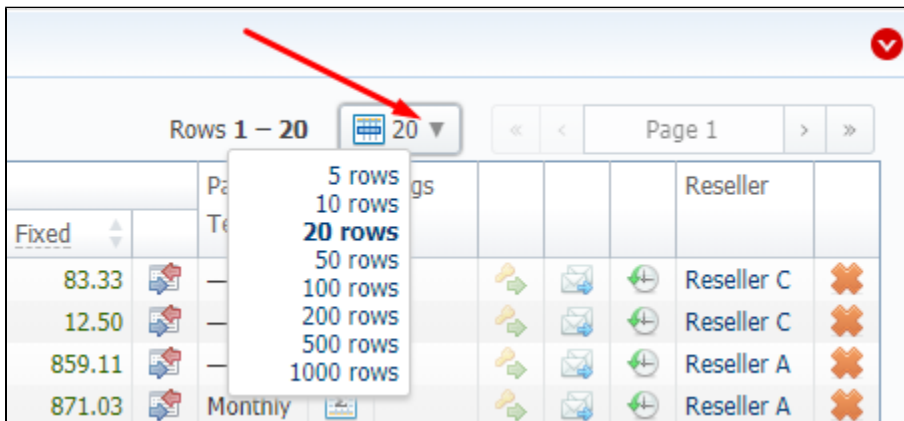 Rows 1 – 20 20 ▼ « < Page 1 > »
5 rows
10 rows
20 rows
50 rows
100 rows
200 rows
500 rows
1000 rows
Reseller
Fixed
83.33 — Reseller C
12.50 — Reseller C
859.11 — Reseller A
871.03 Monthly Reseller A